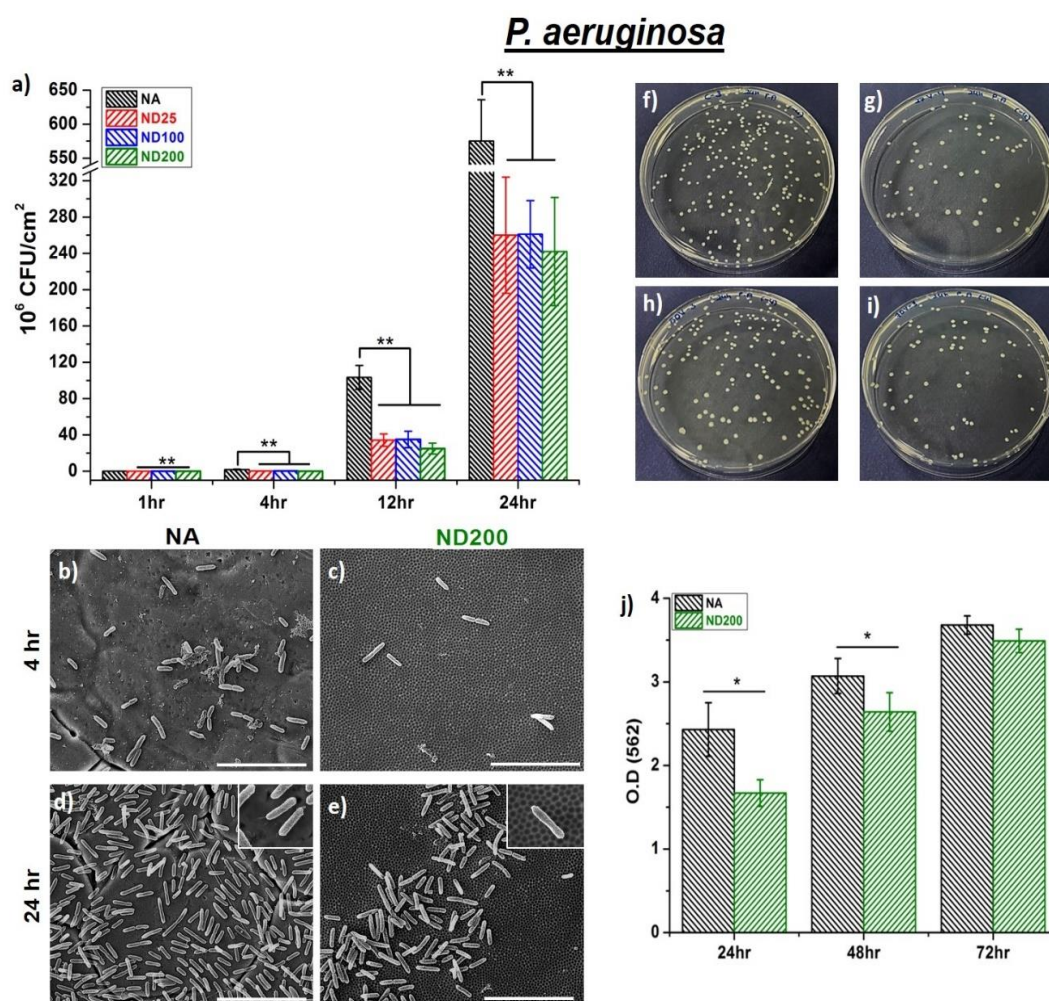 P. aeruginosa
a)
650
600
550
320
280
240
200
160
120
80
40
0
10⁶ CFU/cm²
NA
ND25
ND100
ND200
**
**
**
**
1hr
4hr
12hr
24hr
f)
g)
h)
i)
NA
ND200
4 hr
24 hr
b)
c)
d)
e)
j)
NA
ND200
4
3
2
1
0
O.D (562)
*
*
24hr
48hr
72hr